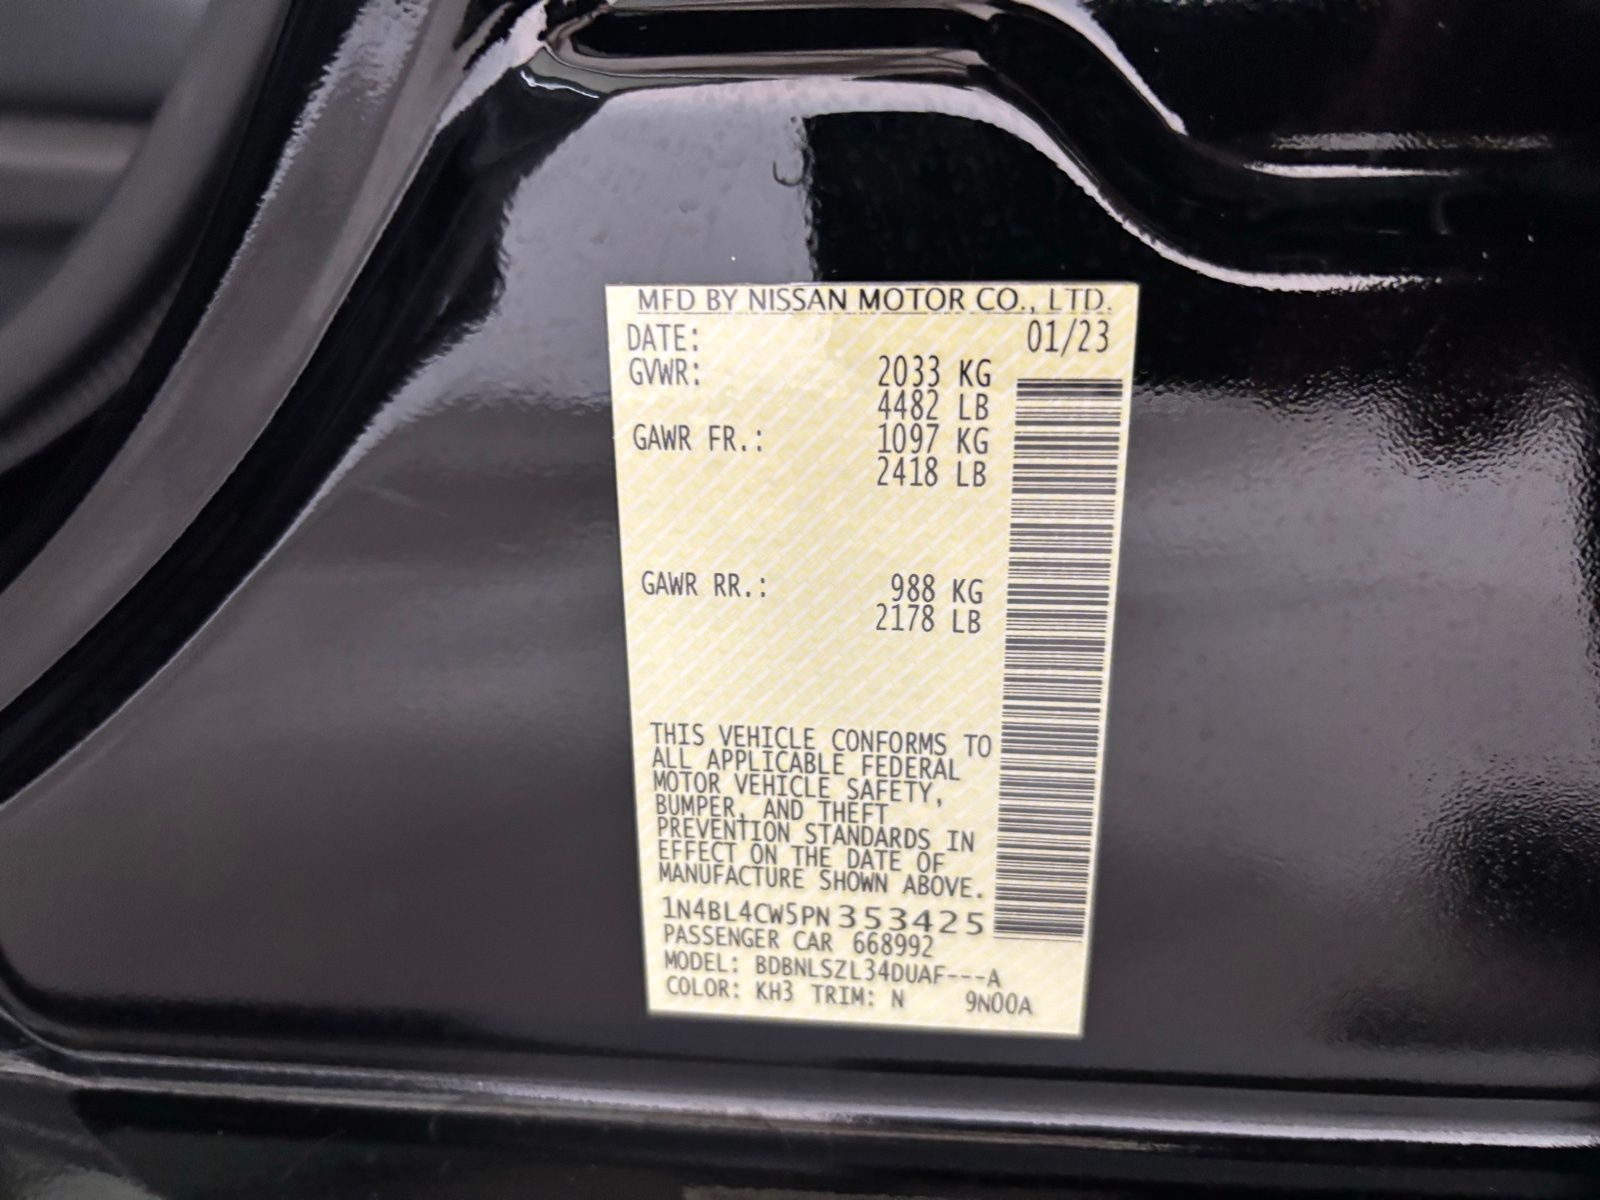 MFD BY NISSAN MOTOR CO., LTD.
DATE: 01/23
GVWR: 2033 KG
4482 LB
GAWR FR.: 1097 KG
2418 LB
GAWR RR.: 988 KG
2178 LB
THIS VEHICLE CONFORMS TO
ALL APPLICABLE FEDERAL
MOTOR VEHICLE SAFETY,
BUMPER, AND THEFT
PREVENTION STANDARDS IN
EFFECT ON THE DATE OF
MANUFACTURE SHOWN ABOVE.
1N4BL4CW5PN353425
PASSENGER CAR 668992
MODEL: BDBNLSZL34DUAF---A
COLOR: KH3 TRIM: N 9N00A